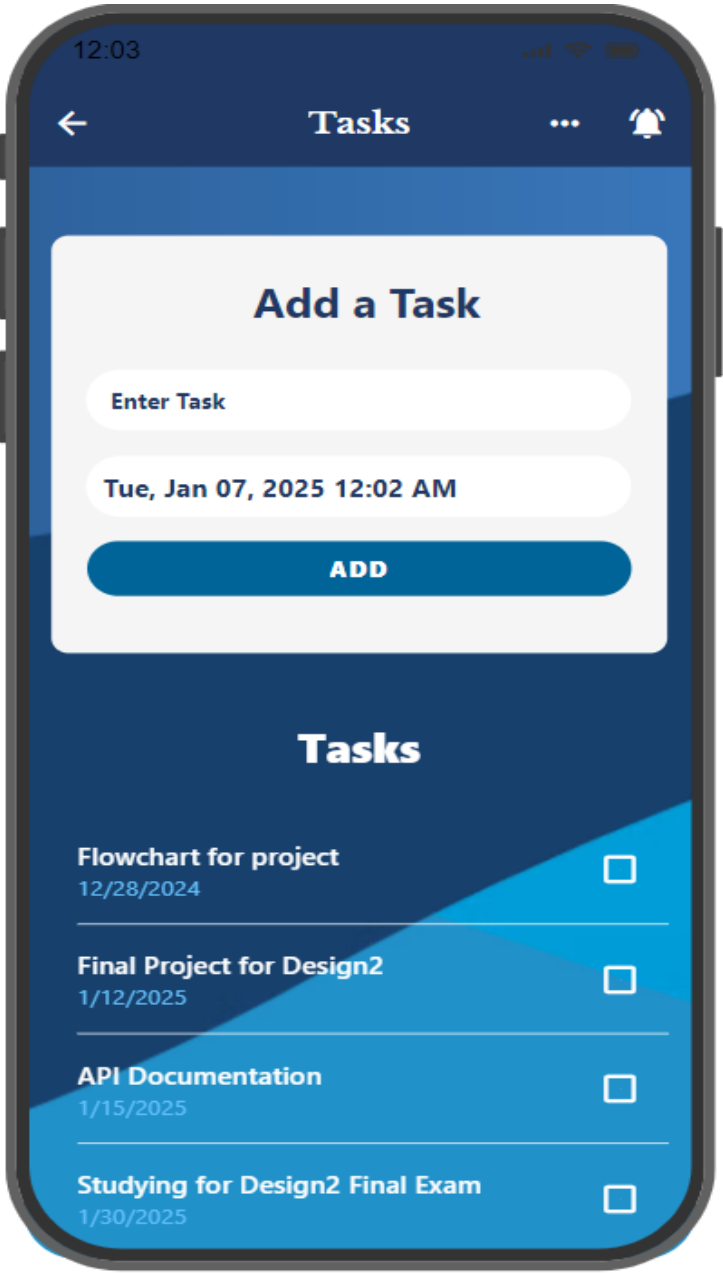 12:03
Tasks
Add a Task
Enter Task
Tue, Jan 07, 2025 12:02 AM
ADD
Tasks
Flowchart for project
12/28/2024
Final Project for Design2
1/12/2025
API Documentation
1/15/2025
Studying for Design2 Final Exam
1/30/2025